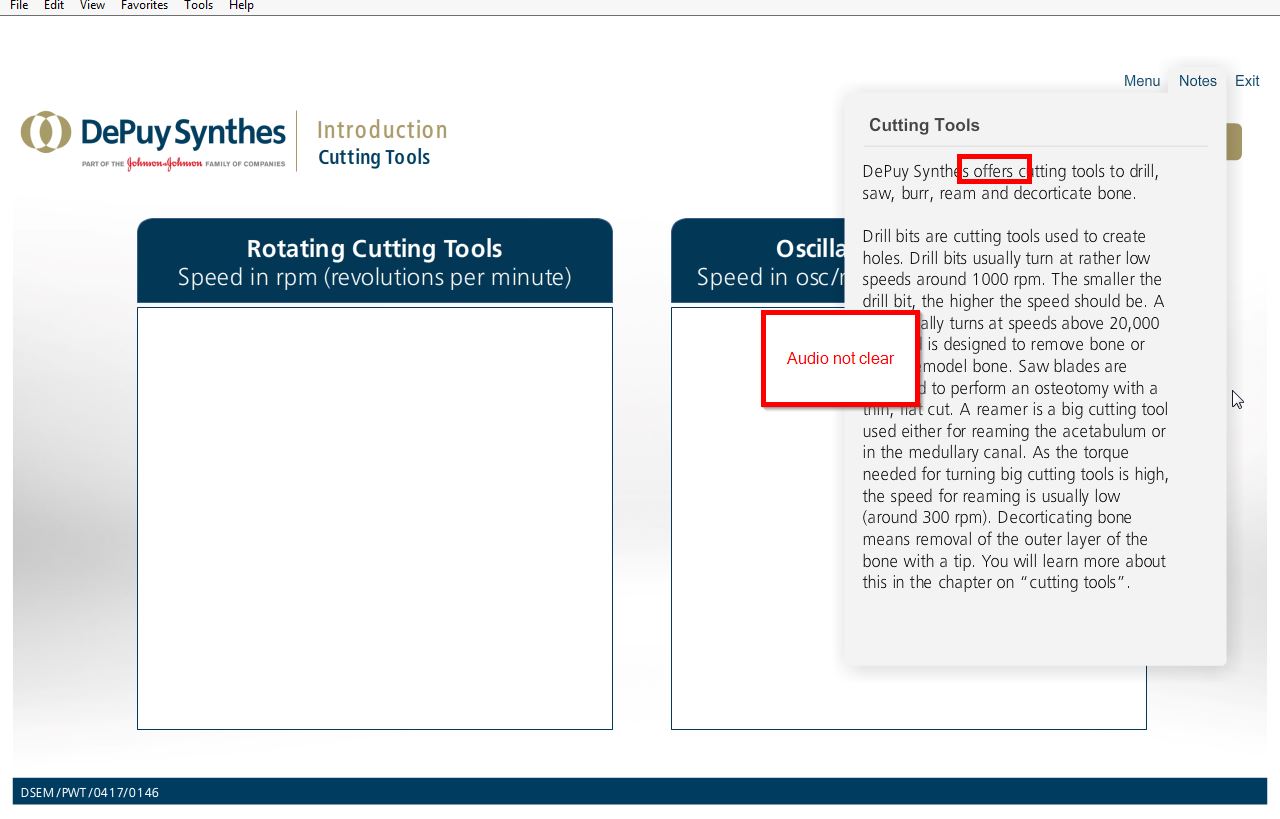 File Edit View Favorites Tools Help
Menu Notes Exit
DePuy Synthes
PART OF THE Johnson & Johnson FAMILY OF COMPANIES
Introduction
Cutting Tools
Rotating Cutting Tools
Speed in rpm (revolutions per minute)
Oscilla
Speed in osc/
Cutting Tools
DePuy Synthes offers cutting tools to drill,
saw, burr, ream and decorticate bone.
Drill bits are cutting tools used to create
holes. Drill bits usually turn at rather low
speeds around 1000 rpm. The smaller the
drill bit, the higher the speed should be. A
ally turns at speeds above 20,000
is designed to remove bone or
emodel bone. Saw blades are
d to perform an osteotomy with a
thin, flat cut. A reamer is a big cutting tool
used either for reaming the acetabulum or
in the medullary canal. As the torque
needed for turning big cutting tools is high,
the speed for reaming is usually low
(around 300 rpm). Decorticating bone
means removal of the outer layer of the
bone with a tip. You will learn more about
this in the chapter on “cutting tools”.
Audio not clear
DSEM/PWT/0417/0146